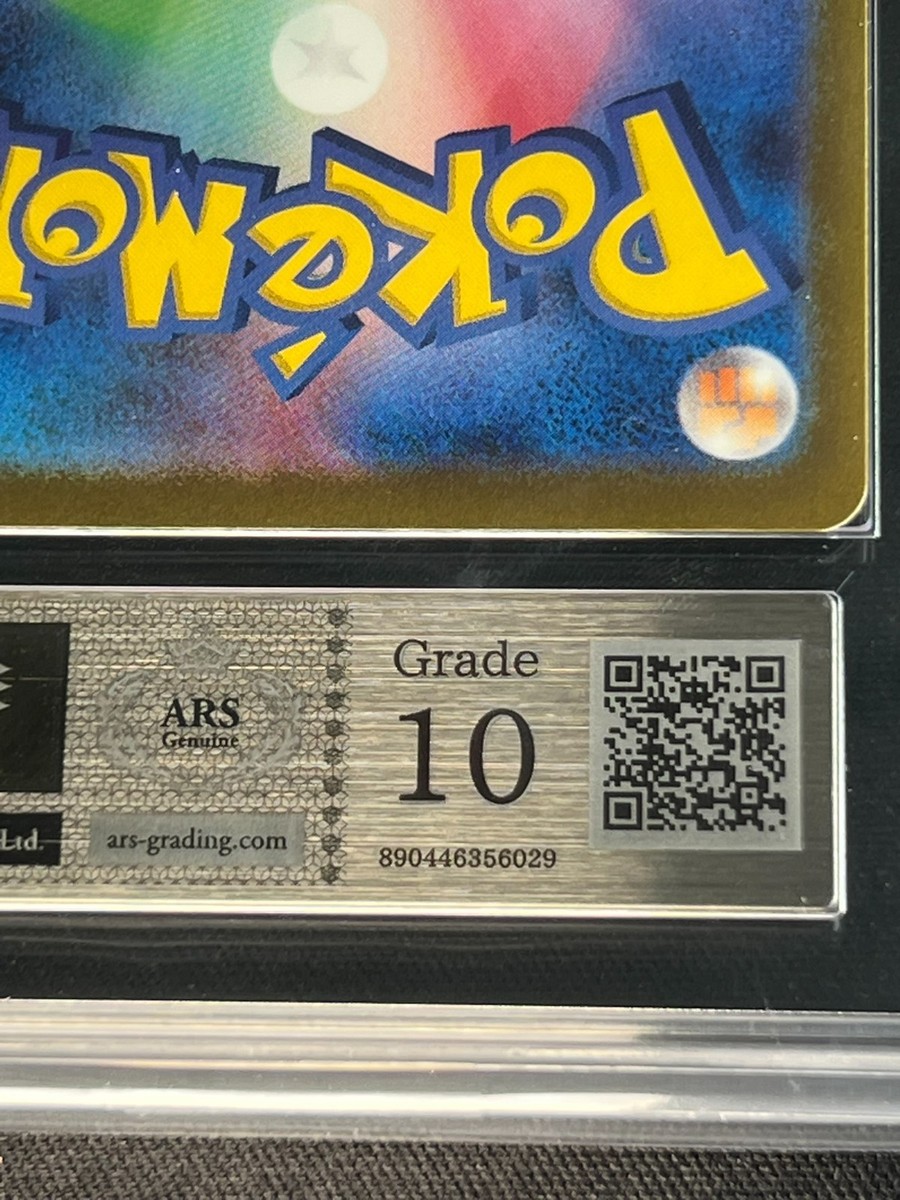 Pokémon
ARS
Genuine
Ltd.
ars-grading.com
Grade
10
890446356029